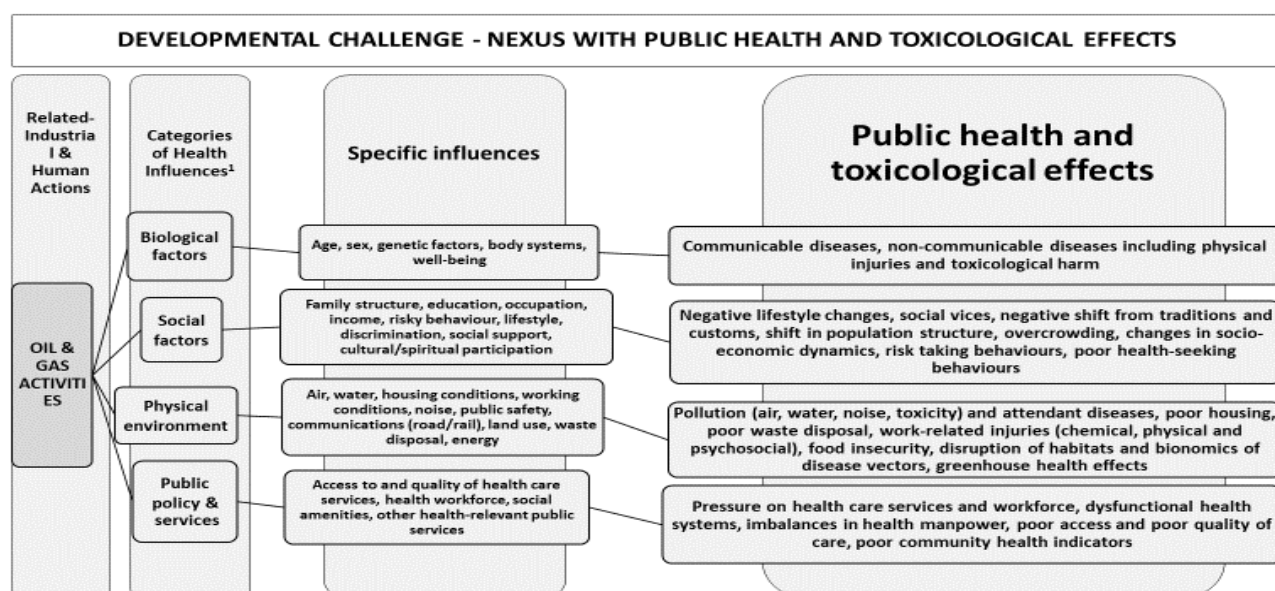 DEVELOPMENTAL CHALLENGE - NEXUS WITH PUBLIC HEALTH AND TOXICOLOGICAL EFFECTS
Related-
Industria
l &
Human
Actions
Categories
of Health
Influences¹
Specific influences
Public health and
toxicological effects
OIL &
GAS
ACTIVITI
ES
Biological
factors
Age, sex, genetic factors, body systems,
well-being
Communicable diseases, non-communicable diseases including physical
injuries and toxicological harm
Social
factors
Family structure, education, occupation,
income, risky behaviour, lifestyle,
discrimination, social support,
cultural/spiritual participation
Negative lifestyle changes, social vices, negative shift from traditions and
customs, shift in population structure, overcrowding, changes in socio-
economic dynamics, risk taking behaviours, poor health-seeking
behaviours
Physical
environment
Air, water, housing conditions, working
conditions, noise, public safety,
communications (road/rail), land use, waste
disposal, energy
Pollution (air, water, noise, toxicity) and attendant diseases, poor housing,
poor waste disposal, work-related injuries (chemical, physical and
psychosocial), food insecurity, disruption of habitats and bionomics of
disease vectors, greenhouse health effects
Public
policy &
services
Access to and quality of health care
services, health workforce, social
amenities, other health-relevant public
services
Pressure on health care services and workforce, dysfunctional health
systems, imbalances in health manpower, poor access and poor quality of
care, poor community health indicators